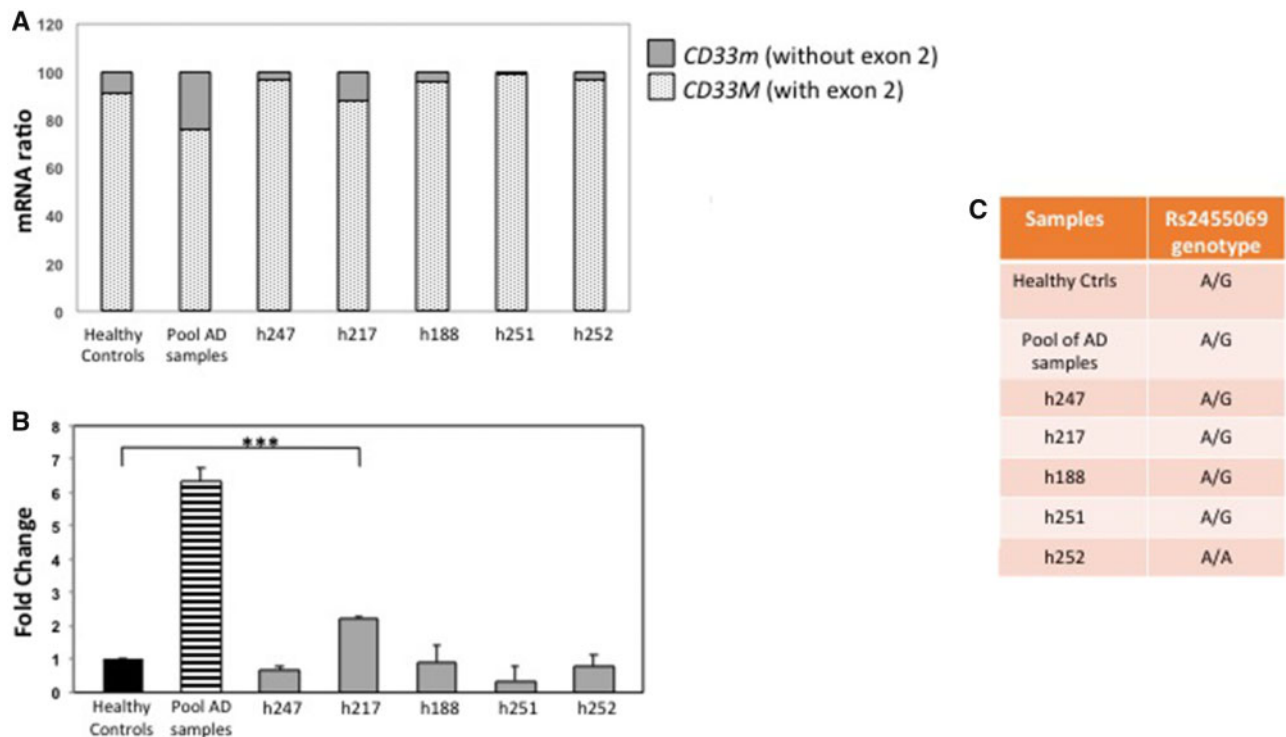 A
120
100
80
60
40
20
0
mRNA ratio
Healthy
Controls
Pool AD
samples
h247
h217
h188
h251
h252
CD33m (without exon 2)
CD33M (with exon 2)
B
8
7
6
5
4
3
2
1
0
Fold Change
***
Healthy
Controls
Pool AD
samples
h247
h217
h188
h251
h252
C
Samples
Rs2455069
genotype
Healthy Ctrls
A/G
Pool of AD
samples
A/G
h247
A/G
h217
A/G
h188
A/G
h251
A/G
h252
A/A